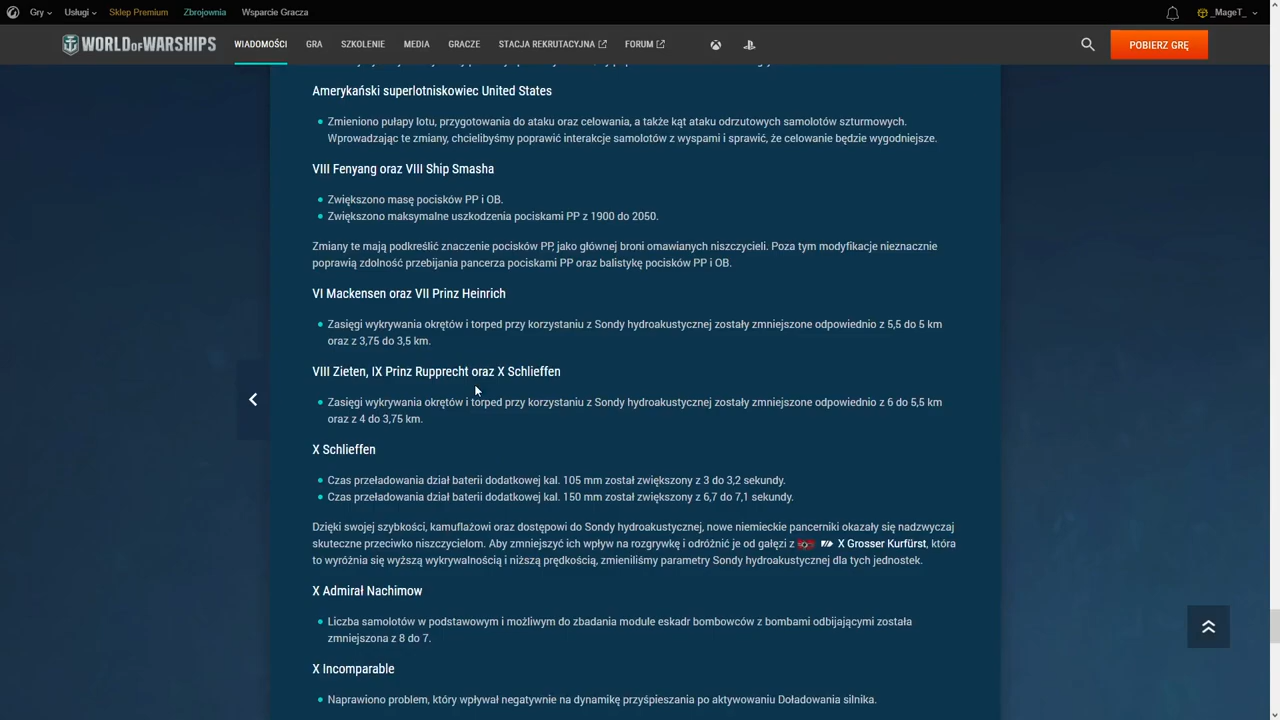 Gry
Usługi
Sklep Premium
Zbrojownia
Wsparcie Gracza
_MageT_
WORLD OF WARSHIPS
WIADOMOŚCI
GRA
SZKOLENIE
MEDIA
GRACZE
STACJA REKRUTACYJNA
FORUM
POBIERZ GRĘ
Amerykański superlotniskowiec United States
Zmieniono pułapy lotu, przygotowania do ataku oraz celowania, a także kąt ataku odrzutowych samolotów szturmowych.
Wprowadzając te zmiany, chcielibyśmy poprawić interakcje samolotów z wyspami i sprawić, że celowanie będzie wygodniejsze.
VIII Fenyang oraz VIII Ship Smasha
Zwiększono masę pocisków PP i OB.
Zwiększono maksymalne uszkodzenia pociskami PP z 1900 do 2050.
Zmiany te mają podkreślić znaczenie pocisków PP, jako głównej broni omawianych niszczycieli. Poza tym modyfikacje nieznacznie
poprawią zdolność przebijania pancerza pociskami PP oraz balistykę pocisków PP i OB.
VI Mackensen oraz VII Prinz Heinrich
Zasięgi wykrywania okrętów i torped przy korzystaniu z Sondy hydroakustycznej zostały zmniejszone odpowiednio z 5,5 do 5 km
oraz z 3,75 do 3,5 km.
VIII Zieten, IX Prinz Rupprecht oraz X Schlieffen
Zasięgi wykrywania okrętów i torped przy korzystaniu z Sondy hydroakustycznej zostały zmniejszone odpowiednio z 6 do 5,5 km
oraz z 4 do 3,75 km.
X Schlieffen
Czas przeładowania dział baterii dodatkowej kal. 105 mm został zwiększony z 3 do 3,2 sekundy.
Czas przeładowania dział baterii dodatkowej kal. 150 mm został zwiększony z 6,7 do 7,1 sekundy.
Dzięki swojej szybkości, kamuflażowi oraz dostępowi do Sondy hydroakustycznej, nowe niemieckie pancerniki okazały się nadzwyczaj
skuteczne przeciwko niszczycielom. Aby zmniejszyć ich wpływ na rozgrywkę i odróżnić je od gałęzi z X Grosser Kurfürst, która
to wyróżnia się wyższą wykrywalnością i niższą prędkością, zmieniliśmy parametry Sondy hydroakustycznej dla tych jednostek.
X Admirał Nachimow
Liczba samolotów w podstawowym i możliwym do zbadania module eskadr bombowców z bombami odbijającymi została
zmniejszona z 8 do 7.
X Incomparable
Naprawiono problem, który wpływał negatywnie na dynamikę przyśpieszania po aktywowaniu Doładowania silnika.